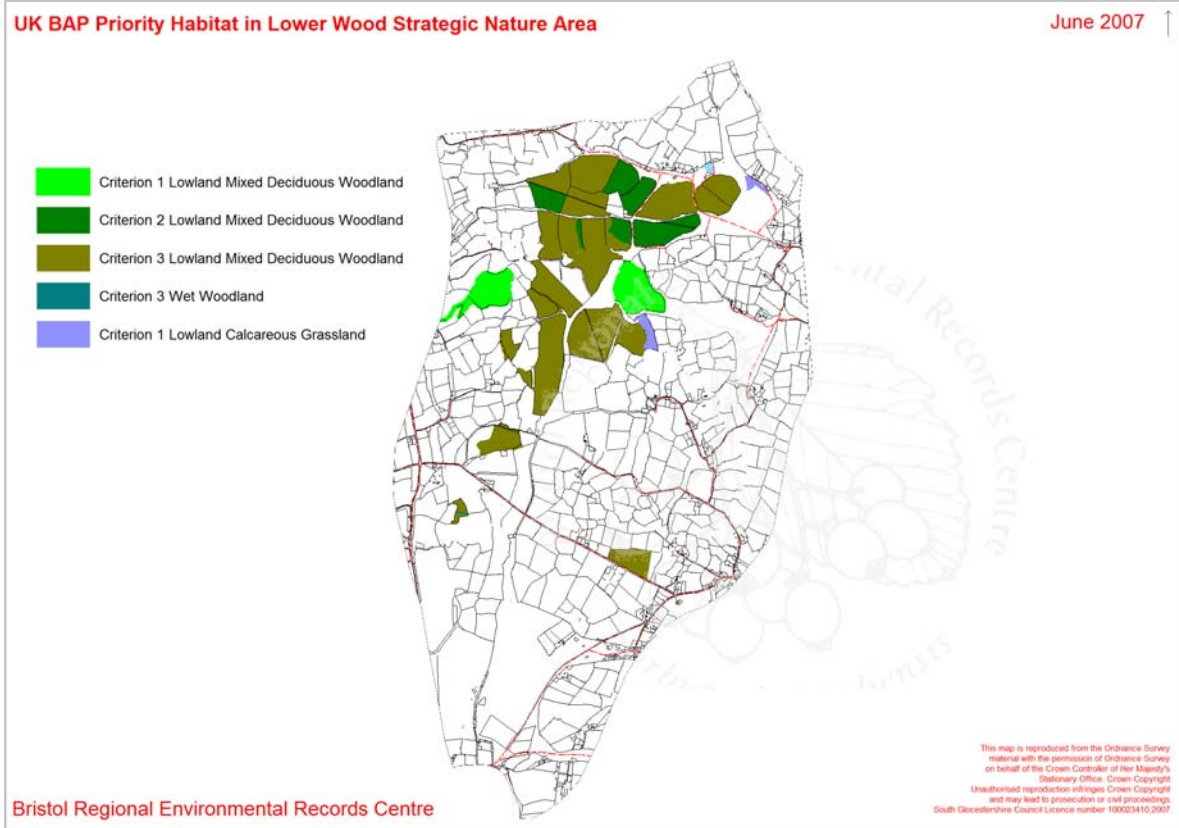 UK BAP Priority Habitat in Lower Wood Strategic Nature Area
June 2007
Criterion 1 Lowland Mixed Deciduous Woodland
Criterion 2 Lowland Mixed Deciduous Woodland
Criterion 3 Lowland Mixed Deciduous Woodland
Criterion 3 Wet Woodland
Criterion 1 Lowland Calcareous Grassland
Records Centre
This map is reproduced from the Ordnance Survey
material with the permission of Ordnance Survey
on behalf of the Crown Controller of Her Majesty's
Stationary Office. Crown Copyright
Unauthorised reproduction infringes Crown Copyright
and may lead to prosecution or civil proceedings.
South Glocestershire Council Licence number 100023410,2007.
Bristol Regional Environmental Records Centre